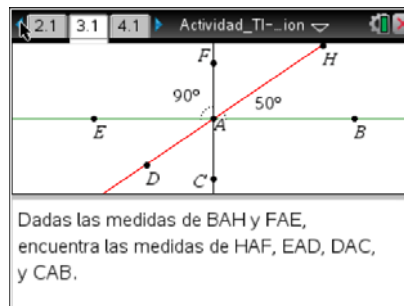 2.1 3.1 4.1 Actividad_TI-...ion
F H
90º 50º
E A B
D C
Dadas las medidas de BAH y FAE,
encuentra las medidas de HAF, EAD, DAC,
y CAB.